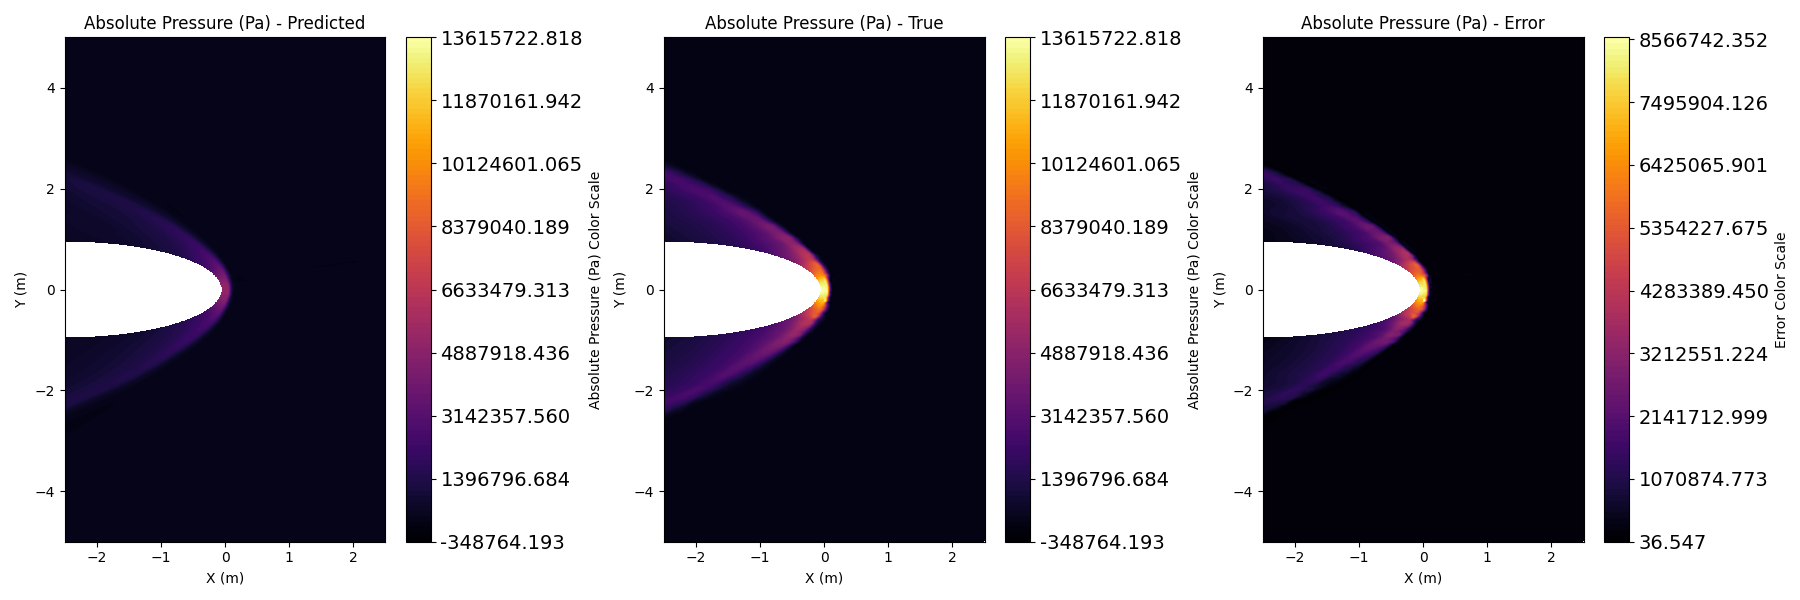 Absolute Pressure (Pa) - Predicted
4
2
0
−2
−4
Y (m)
−2 −1 0 1 2
X (m)
13615722.818
11870161.942
10124601.065
8379040.189
6633479.313
4887918.436
3142357.560
1396796.684
-348764.193
Absolute Pressure (Pa) Color Scale
Absolute Pressure (Pa) - True
4
2
0
−2
−4
Y (m)
−2 −1 0 1 2
X (m)
13615722.818
11870161.942
10124601.065
8379040.189
6633479.313
4887918.436
3142357.560
1396796.684
-348764.193
Absolute Pressure (Pa) Color Scale
Absolute Pressure (Pa) - Error
4
2
0
−2
−4
Y (m)
−2 −1 0 1 2
X (m)
8566742.352
7495904.126
6425065.901
5354227.675
4283389.450
3212551.224
2141712.999
1070874.773
36.547
Error Color Scale